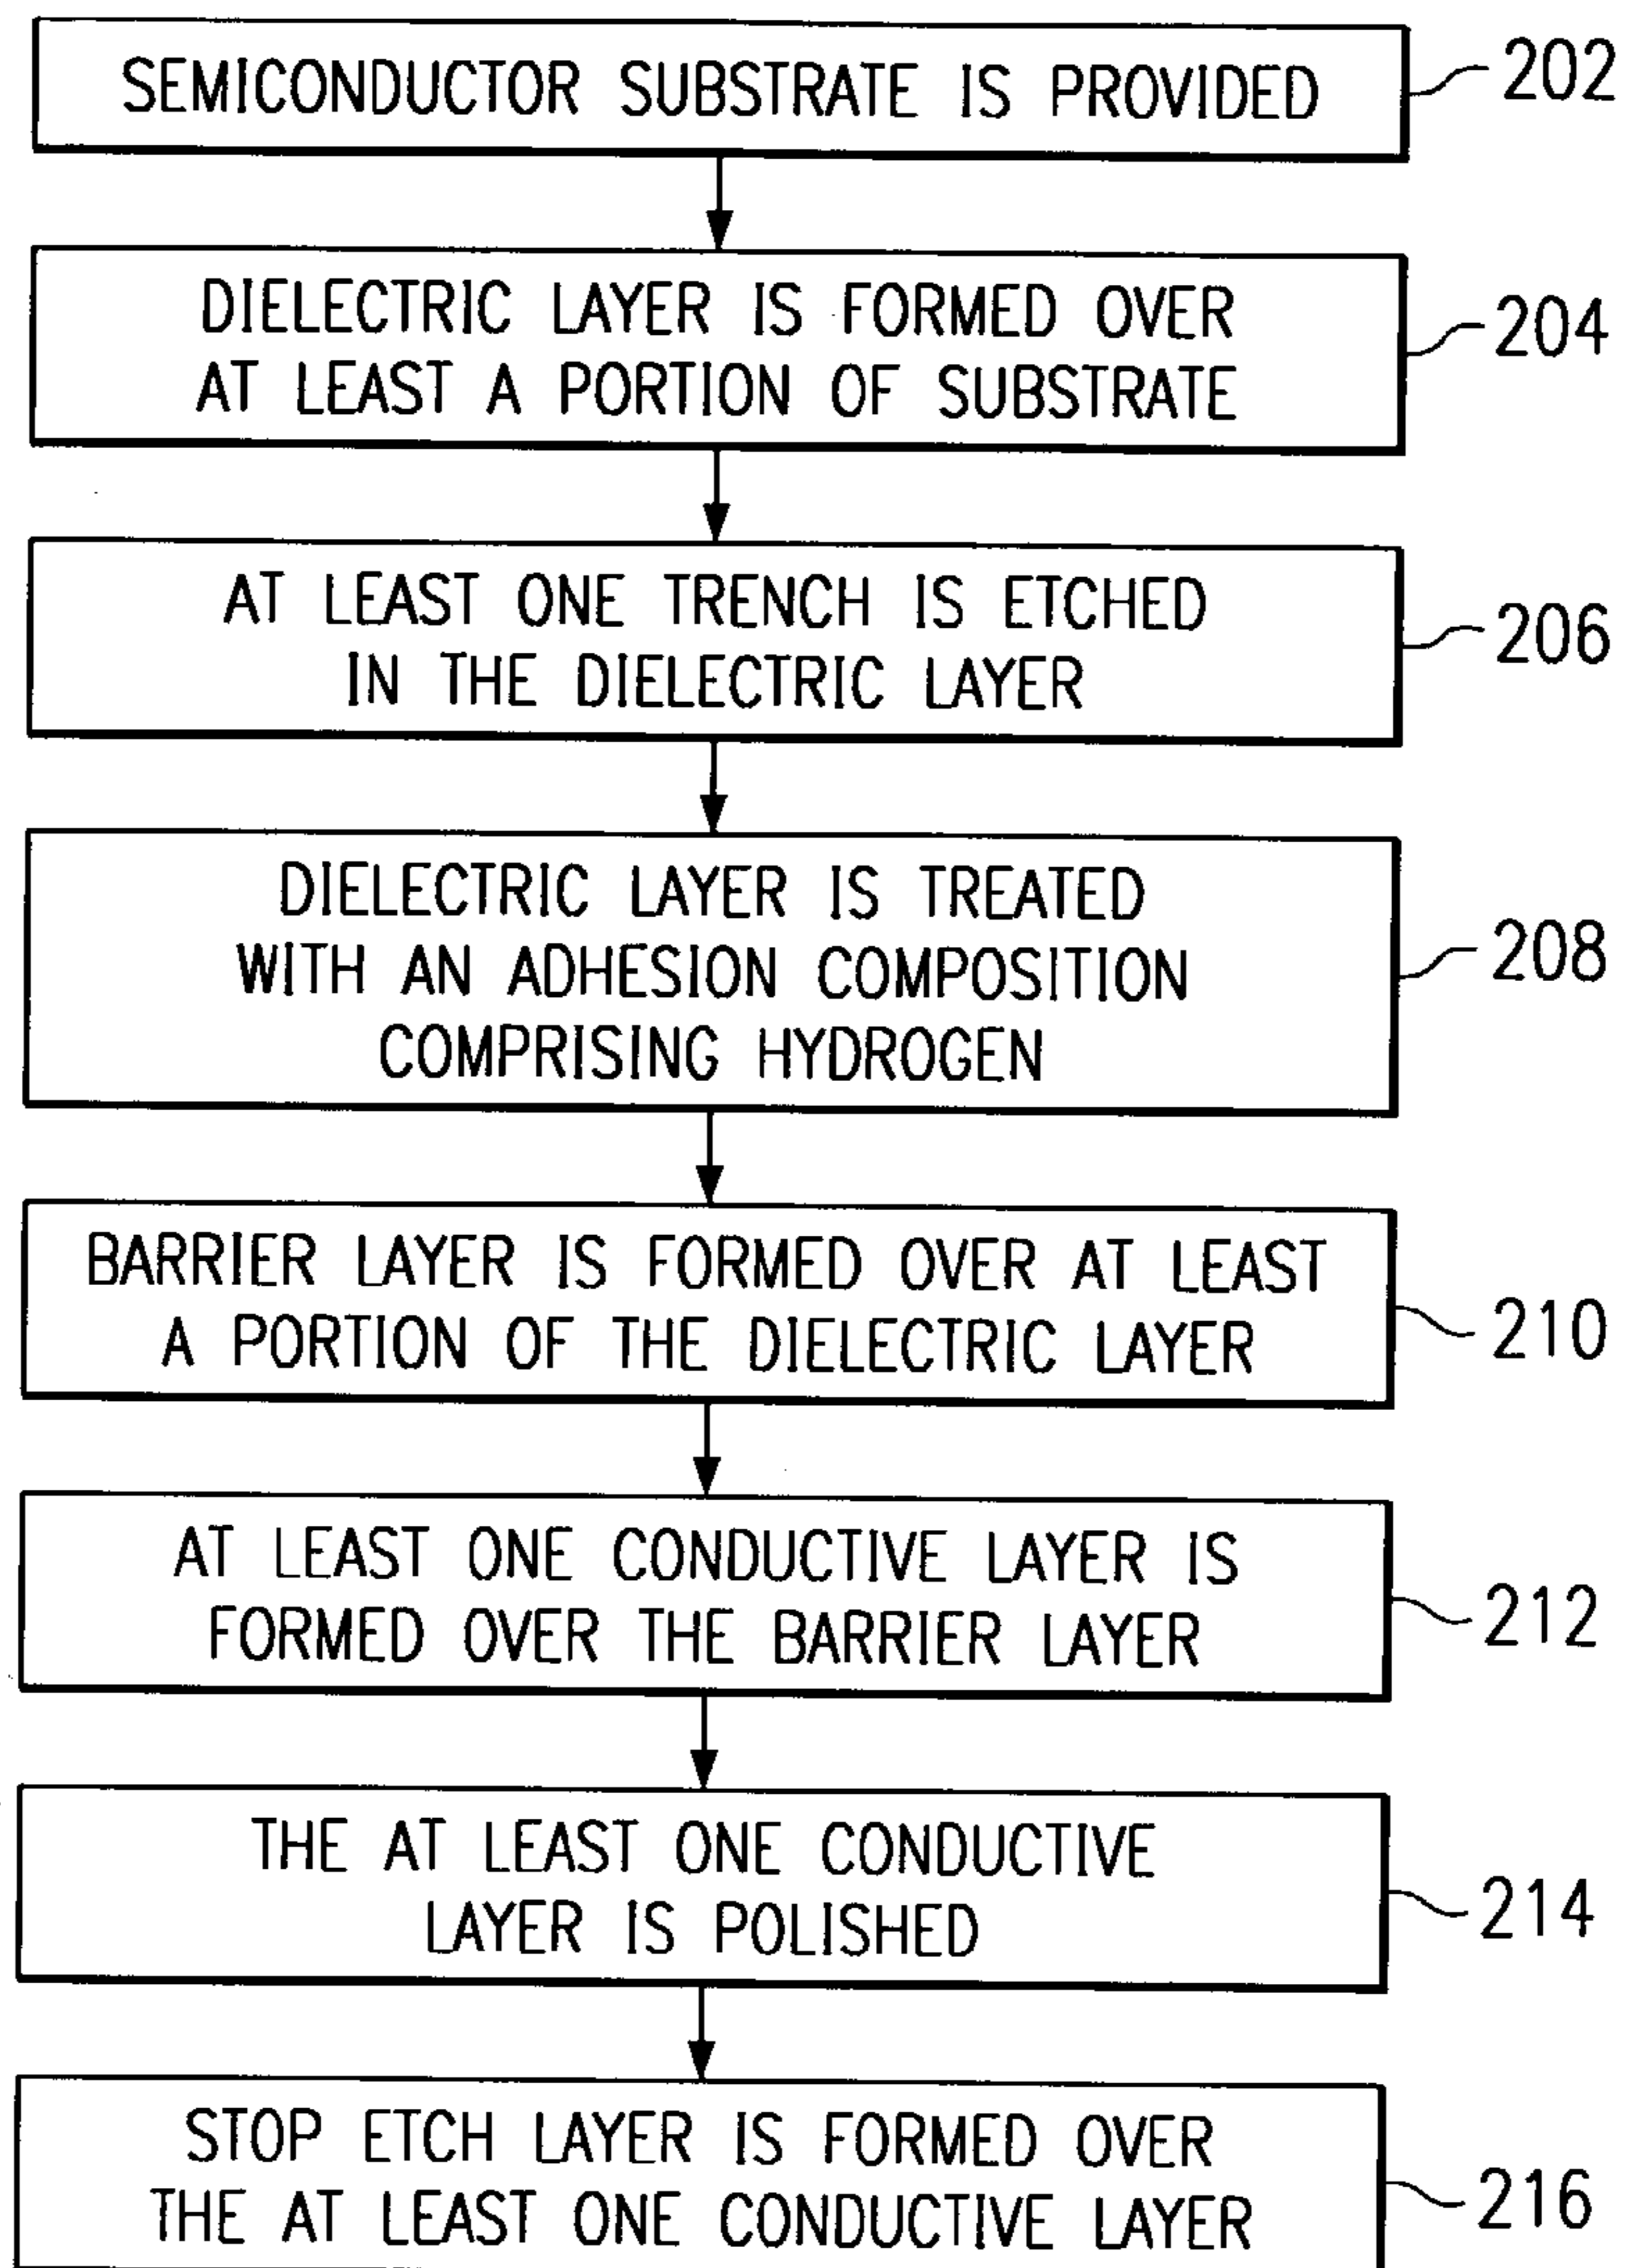 SEMICONDUCTOR SUBSTRATE IS PROVIDED
202
DIELECTRIC LAYER IS FORMED OVER
AT LEAST A PORTION OF SUBSTRATE
204
AT LEAST ONE TRENCH IS ETCHED
IN THE DIELECTRIC LAYER
206
DIELECTRIC LAYER IS TREATED
WITH AN ADHESION COMPOSITION
COMPRISING HYDROGEN
208
BARRIER LAYER IS FORMED OVER AT LEAST
A PORTION OF THE DIELECTRIC LAYER
210
AT LEAST ONE CONDUCTIVE LAYER IS
FORMED OVER THE BARRIER LAYER
212
THE AT LEAST ONE CONDUCTIVE
LAYER IS POLISHED
214
STOP ETCH LAYER IS FORMED OVER
THE AT LEAST ONE CONDUCTIVE LAYER
216